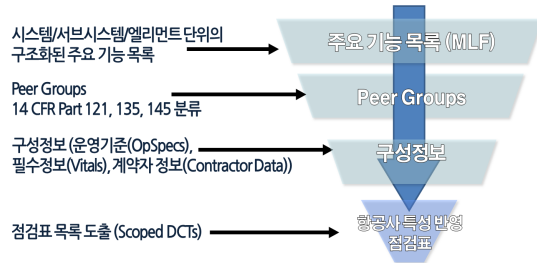 시스템/서브시스템/엘리먼트 단위의
구조화된 주요 기능 목록
주요 기능 목록 (MLF)
Peer Groups
14 CFR Part 121, 135, 145 분류
Peer Groups
구성정보 (운영기준(OpSpecs),
필수정보(Vitals), 계약자 정보(Contractor Data))
구성정보
점검표 목록 도출 (Scoped DCTs)
항공사 특성 반영
점검표